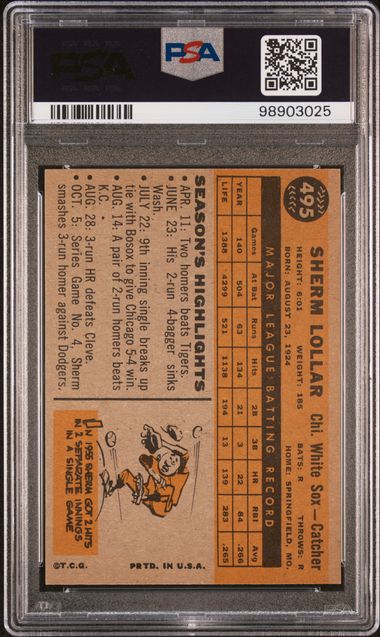 PSA
PSA
98903025
495
SHERM LOLLAR Chi. White Sox—Catcher
HEIGHT: 6:01 WEIGHT: 185 BATS: R THROWS: R
BORN: AUGUST 23, 1924 HOME: SPRINGFIELD, MO.
MAJOR LEAGUE BATTING RECORD
Games At Bat Runs Hits 2B 3B HR RBI Avg
YEAR 140 504 63 134 21 3 22 84 .266
LIFE 1388 4299 521 1138 194 13 139 283 .265
SEASON'S HIGHLIGHTS
• APR. 11: Two homers beats Tigers.
• JUNE 23: His 2-run 4-bagger sinks
Wash.
• JULY 22: 9th inning single breaks up
tie with Bosox to give Chicago 5-4 win.
• AUG. 14: A pair of 2-run homers beats
K.C.
• AUG. 28: 3-run HR defeats Cleve.
• OCT. 5: Series Game No. 4, Sherm
smashes 3-run homer against Dodgers.
IN 1955 SHERM GOT 2 HITS
IN 2 SEPARATE INNINGS
IN A SINGLE GAME
©T.C.G. PRTD. IN U.S.A.